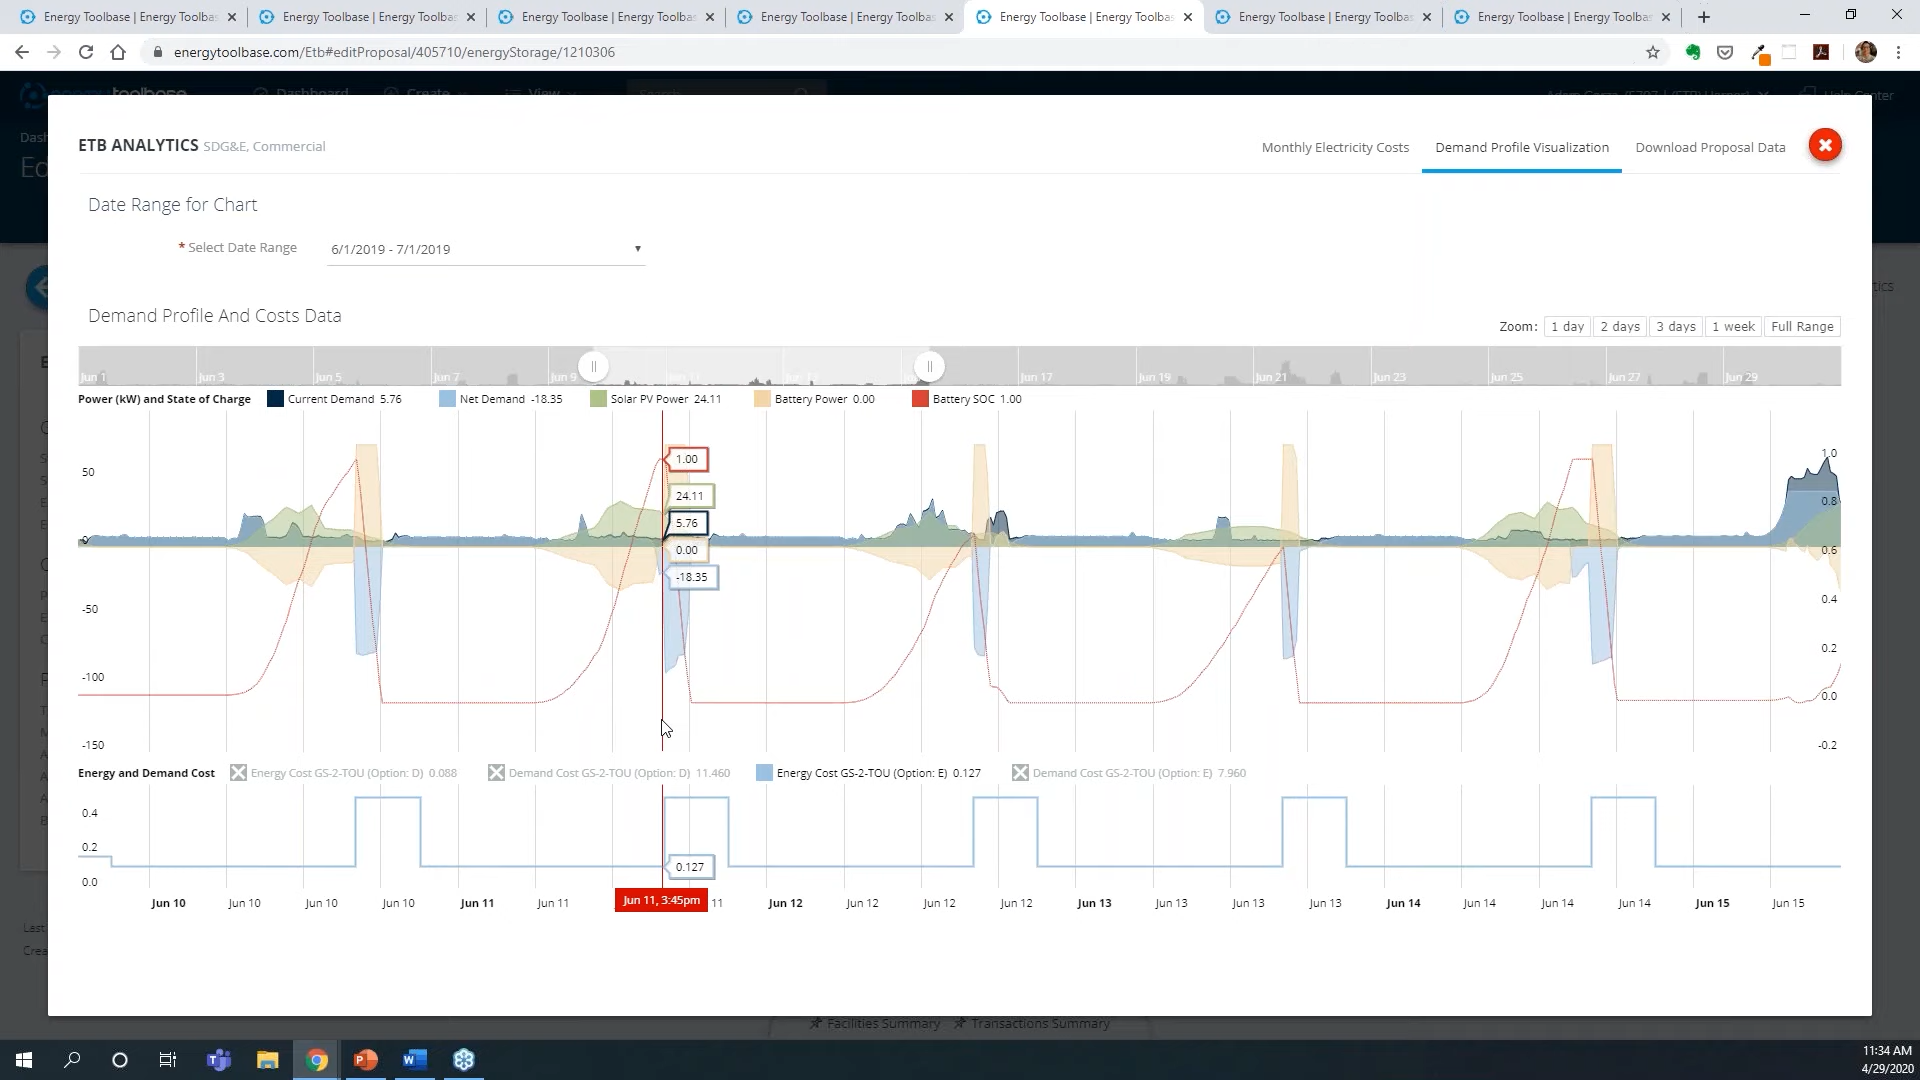 Energy Toolbase | Energy Toolbas
Energy Toolbase | Energy Toolbas
Energy Toolbase | Energy Toolbas
Energy Toolbase | Energy Toolbas
Energy Toolbase | Energy Toolbas
Energy Toolbase | Energy Toolbas
Energy Toolbase | Energy Toolbas
energytoolbase.com/Etb#editProposal/405710/energyStorage/1210306
Dashboard Create View Search
ETB ANALYTICS SDG&E, Commercial
Monthly Electricity Costs Demand Profile Visualization Download Proposal Data
Date Range for Chart
* Select Date Range 6/1/2019 - 7/1/2019
Demand Profile And Costs Data
Zoom: 1 day 2 days 3 days 1 week Full Range
Jun 1 Jun 3 Jun 5 Jun 7 Jun 9 Jun 17 Jun 19 Jun 21 Jun 23 Jun 25 Jun 27 Jun 29
Power (kW) and State of Charge Current Demand 5.76 Net Demand -18.35 Solar PV Power 24.11 Battery Power 0.00 Battery SOC 1.00
50
0
-50
-100
-150
1.00
24.11
5.76
0.00
-18.35
1.0
0.8
0.6
0.4
0.2
0.0
-0.2
Energy and Demand Cost Energy Cost GS-2-TOU (Option: D) 0.088 Demand Cost GS-2-TOU (Option: D) 11.460 Energy Cost GS-2-TOU (Option: E) 0.127 Demand Cost GS-2-TOU (Option: E) 7.960
0.4
0.2
0.0
0.127
Jun 10 Jun 10 Jun 10 Jun 10 Jun 11 Jun 11 Jun 11, 3:45pm 11 Jun 12 Jun 12 Jun 12 Jun 12 Jun 13 Jun 13 Jun 13 Jun 13 Jun 14 Jun 14 Jun 14 Jun 14 Jun 15 Jun 15
Facilities Summary Transactions Summary
11:34 AM
4/29/2020